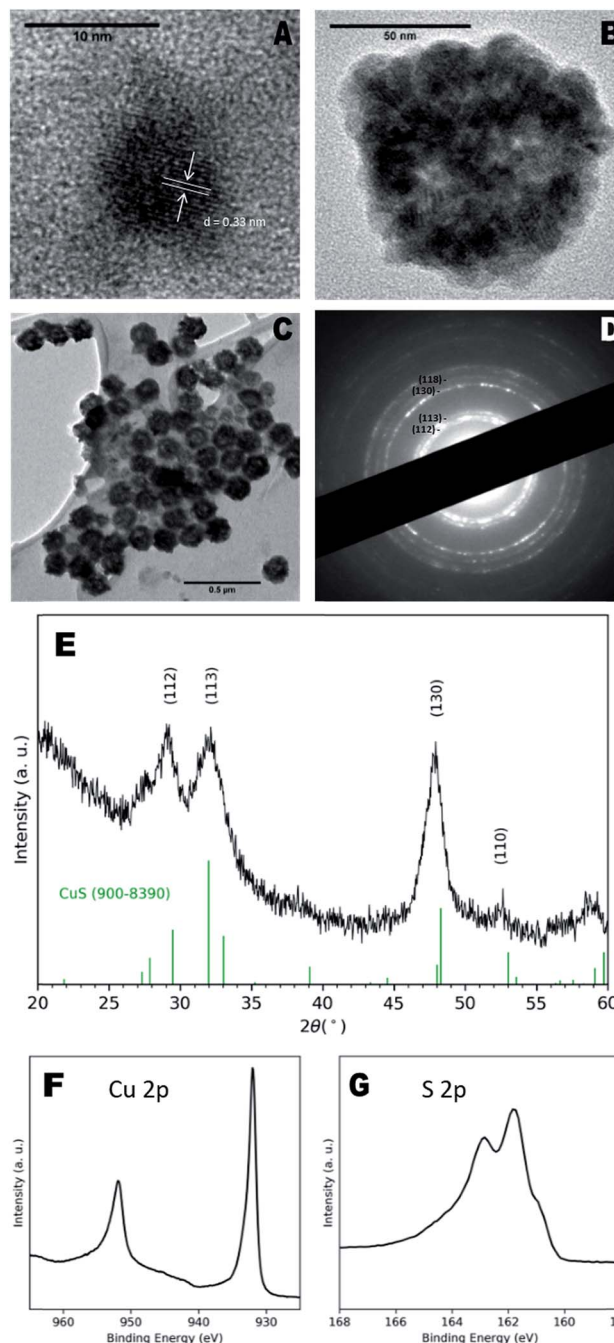 10 nm
A
d = 0.33 nm
50 nm
B
C
0.5 µm
D
(118) -
(130) -
(113) -
(112) -
E
(112)
(113)
(130)
(110)
CuS (900-8390)
Intensity (a. u.)
20 25 30 35 40 45 50 55 60
2θ(°)
F
Cu 2p
Intensity (a. u.)
960 950 940 930
Binding Energy (eV)
G
S 2p
Intensity (a. u.)
168 166 164 162 160
Binding Energy (eV)